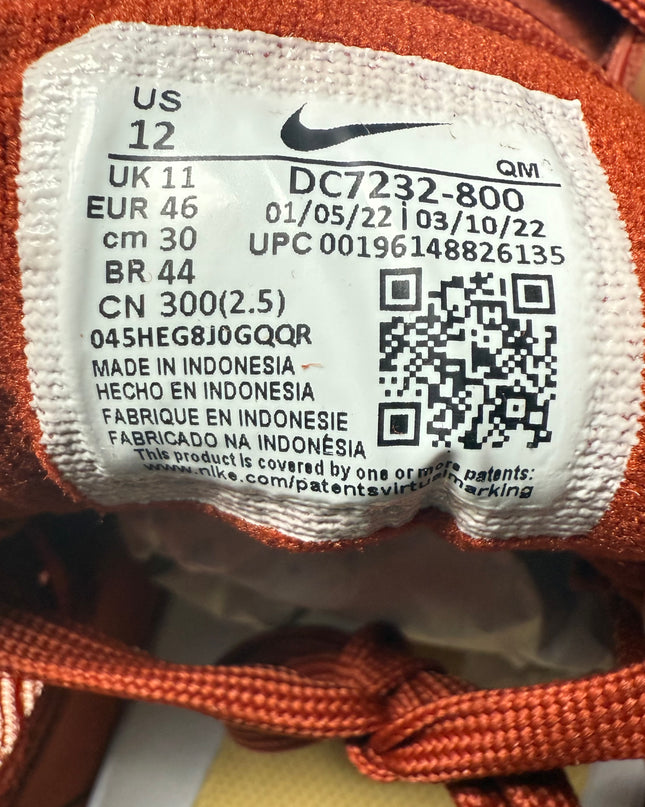 US
12
QM
UK 11
DC7232-800
EUR 46
01/05/22 | 03/10/22
cm 30
UPC 00196148826135
BR 44
CN 300(2.5)
045HEG8J0GQQR
MADE IN INDONESIA
HECHO EN INDONESIA
FABRIQUE EN INDONESIE
FABRICADO NA INDONÉSIA
This product is covered by one or more patents:
www.nike.com/patentsvirtualmarking